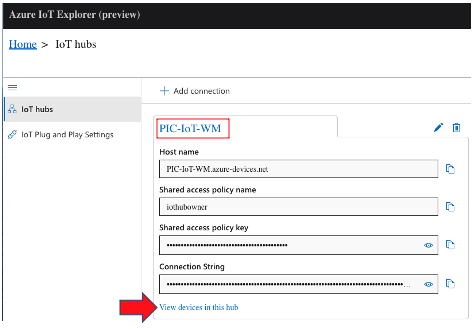 Azure IoT Explorer (preview)
Home > IoT hubs
IoT hubs
IoT Plug and Play Settings
+ Add connection
PIC-IoT-WM
Host name
PIC-IoT-WM.azure-devices.net
Shared access policy name
iothubowner
Shared access policy key
••••••••••••••••••••••••••••••••••••••••••••
Connection String
••••••••••••••••••••••••••••••••••••••••••••••••••••••••••••••••••••••••••••••••••••••...
View devices in this hub